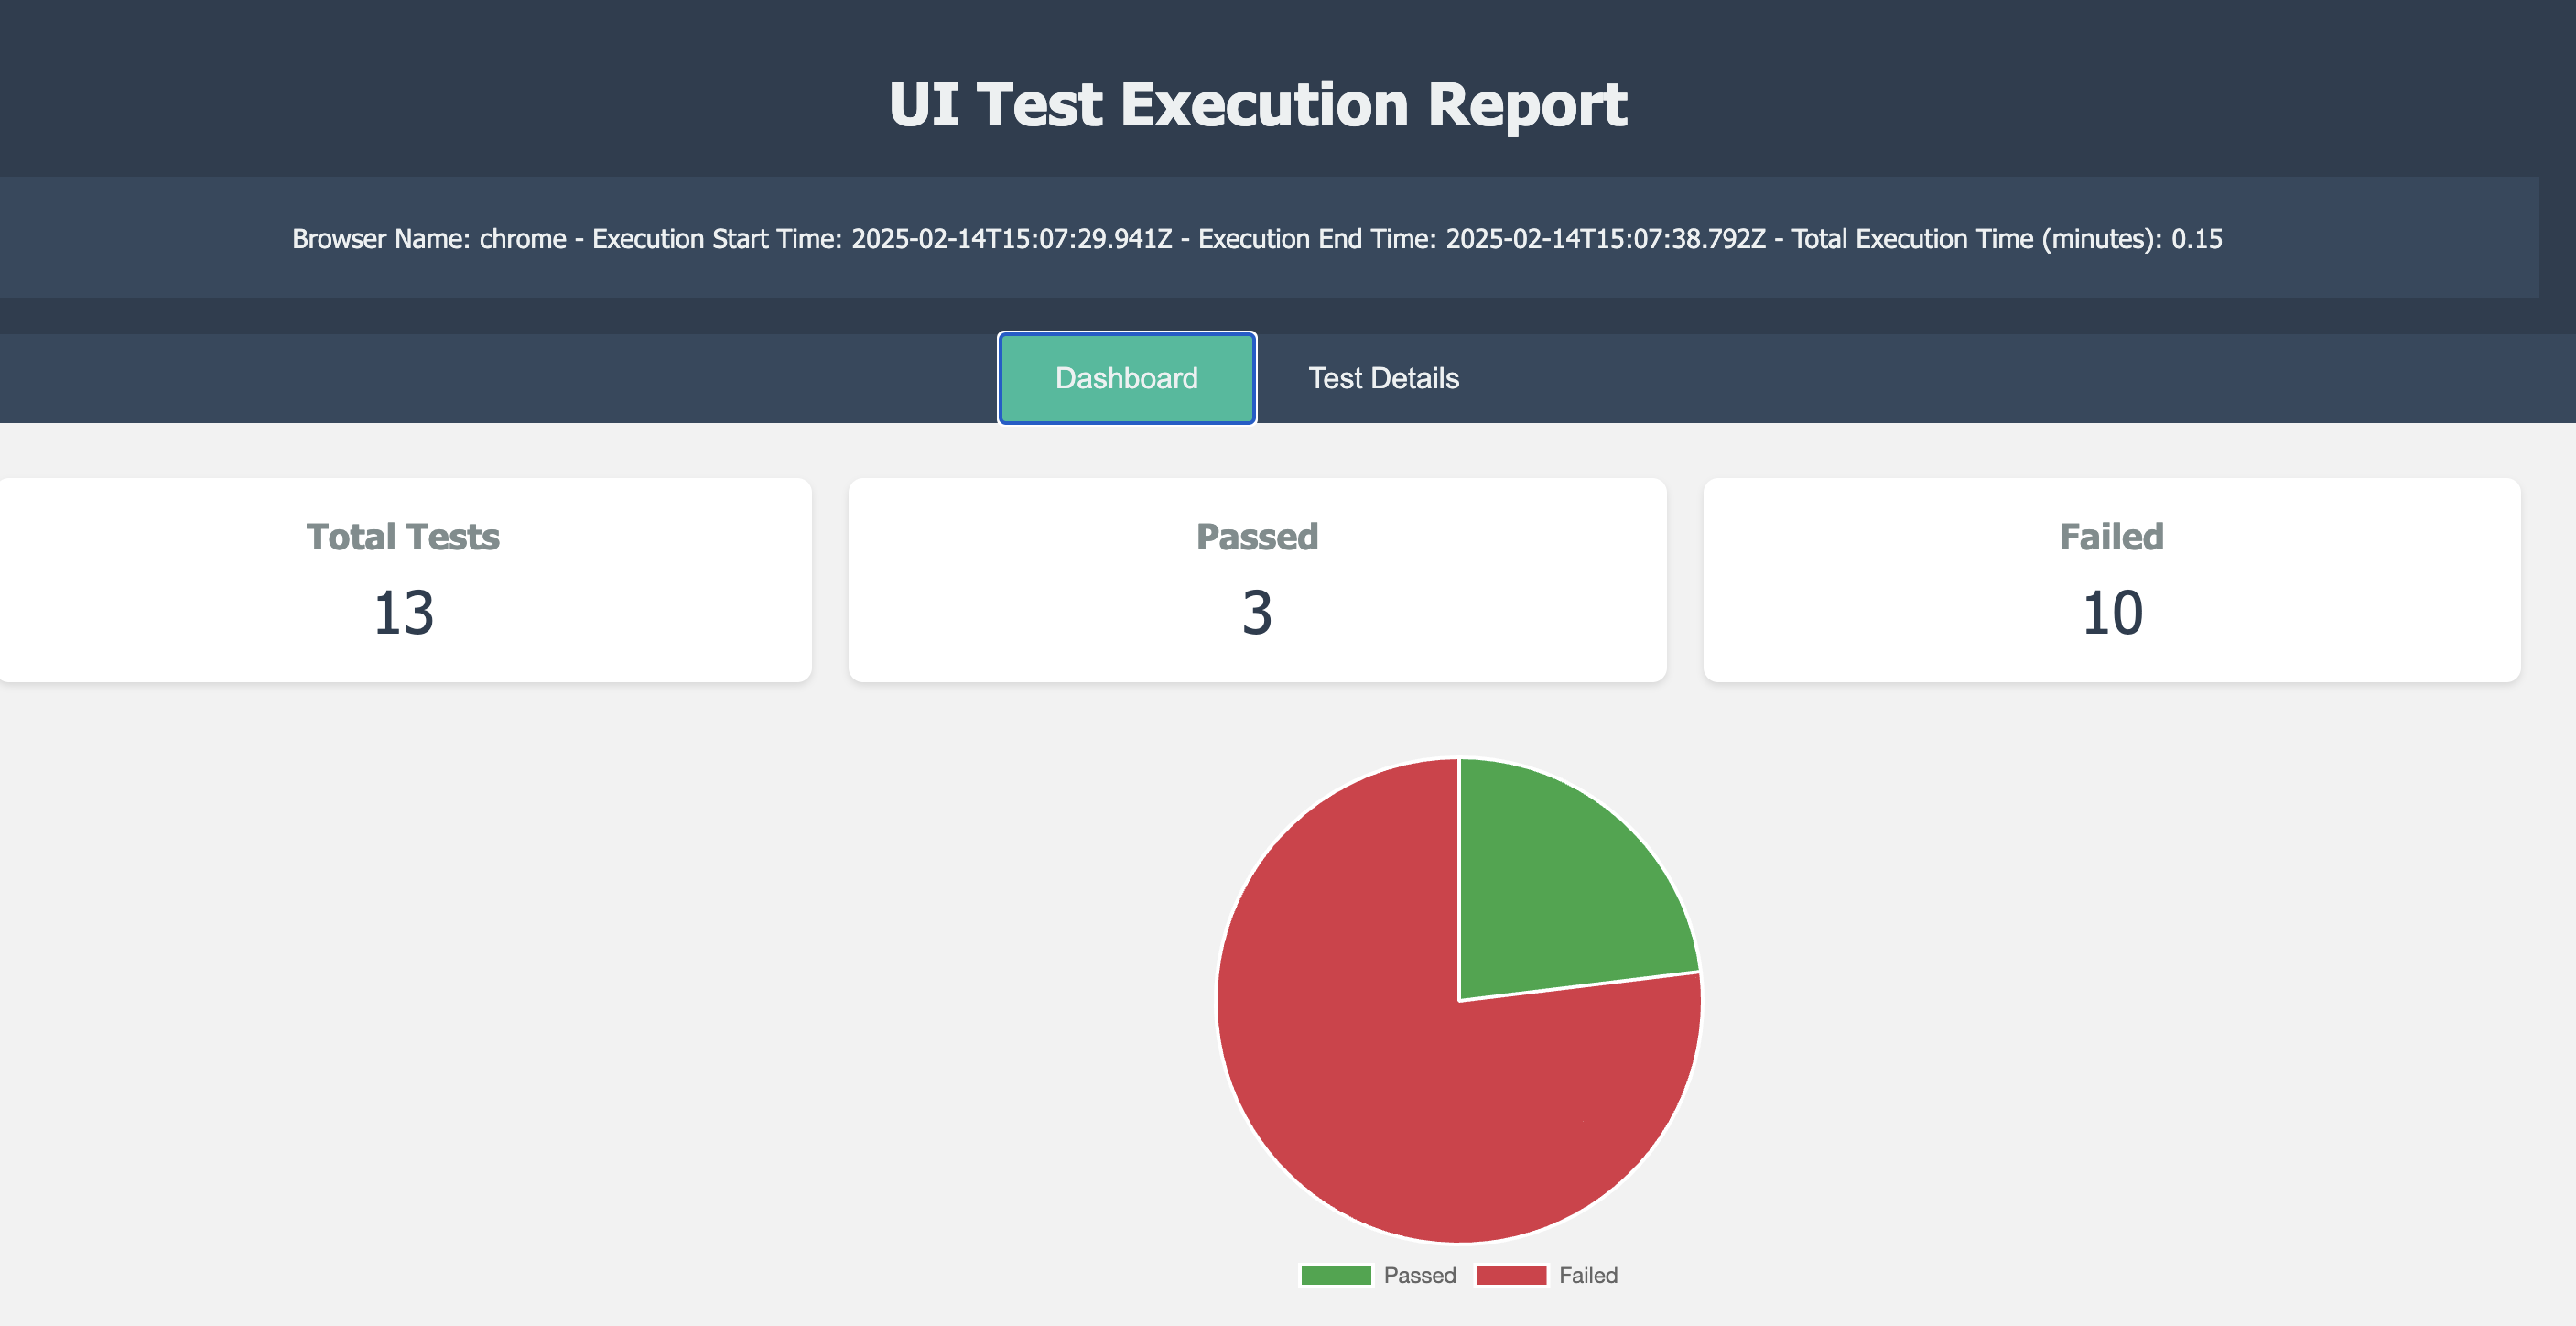 UI Test Execution Report
Browser Name: chrome - Execution Start Time: 2025-02-14T15:07:29.941Z - Execution End Time: 2025-02-14T15:07:38.792Z - Total Execution Time (minutes): 0.15
Dashboard Test Details
Total Tests Passed Failed
13 3 10
Passed Failed